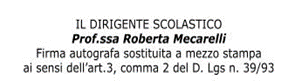 IL DIRIGENTE SCOLASTICO
Prof.ssa Roberta Mecarelli
Firma autografa sostituita a mezzo stampa
ai sensi dell'art.3, comma 2 del D. Lgs n. 39/93